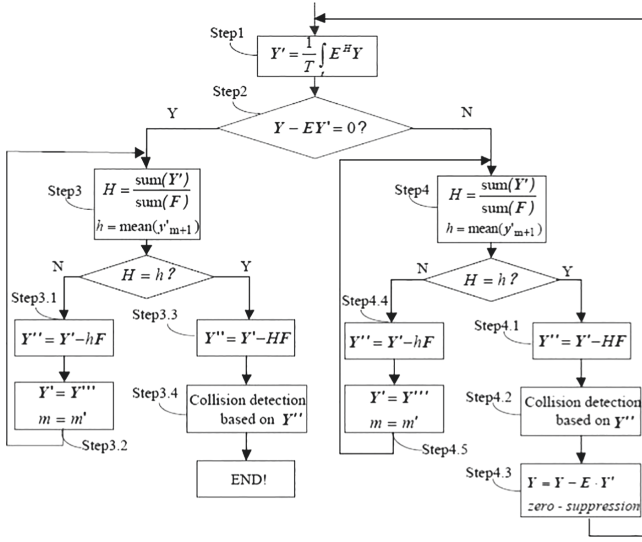 Step1
Y' = 1/T ∫ E^H Y
Step2
Y − EY' = 0?
Y
N
Step3
H = sum(Y')/sum(F)
h = mean(y'm+1)
H = h?
N
Y
Step3.1
Y'' = Y'−hF
Y' = Y'''
m = m'
Step3.2
Step3.3
Y'' = Y'−HF
Step3.4
Collision detection
based on Y''
END!
Step4
H = sum(Y')/sum(F)
h = mean(y'm+1)
H = h?
N
Y
Step4.4
Y'' = Y'−hF
Y' = Y'''
m = m'
Step4.5
Step4.1
Y'' = Y'−HF
Step4.2
Collision detection
based on Y''
Step4.3
Y = Y − E · Y'
zero - suppression